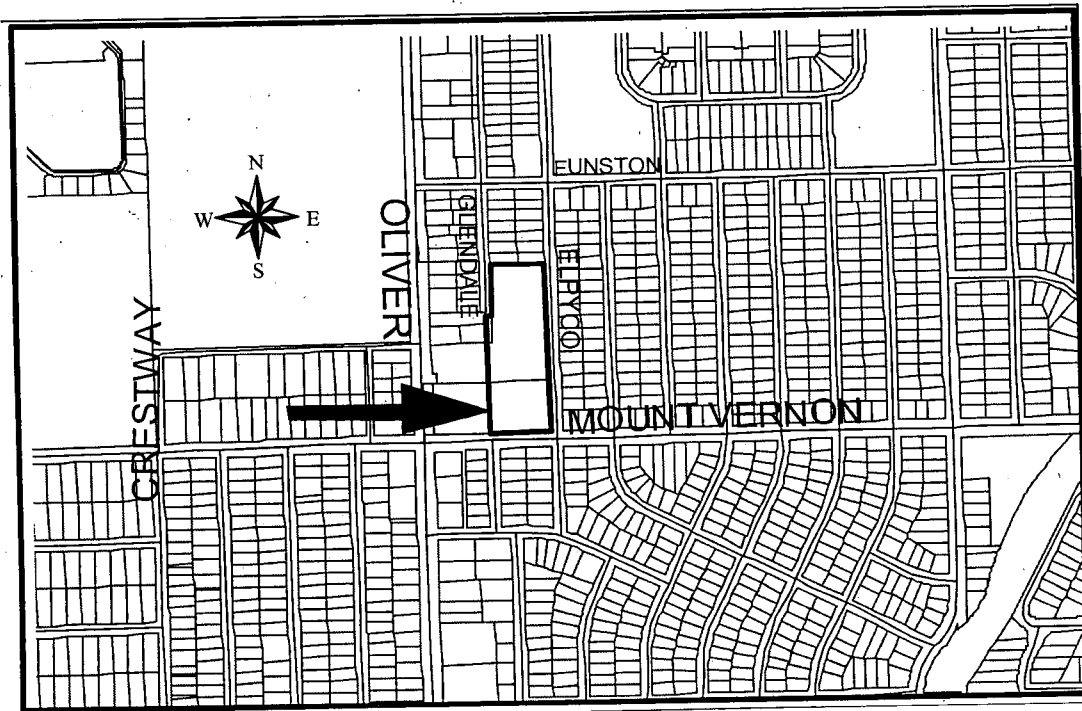 EUNSTON
N
W
E
S
OLIVER
GLENDALE
ELPYCO
CRESTWAY
MOUNT VERNON